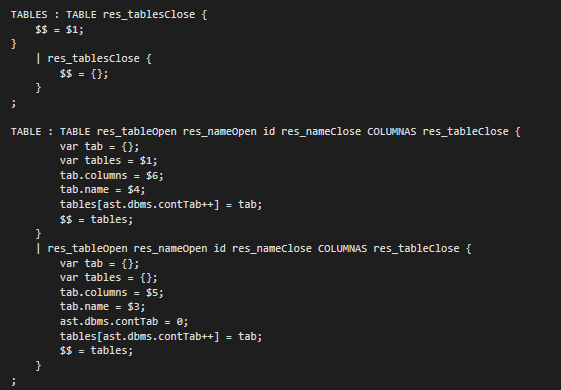 TABLES : TABLE res_tablesClose {
    $$ = $1;
}
    | res_tablesClose {
        $$ = {};
    }
;
TABLE : TABLE res_tableOpen res_nameOpen id res_nameClose COLUMNAS res_tableClose {
        var tab = {};
        var tables = $1;
        tab.columns = $6;
        tab.name = $4;
        tables[ast.dbms.contTab++] = tab;
        $$ = tables;
    }
    | res_tableOpen res_nameOpen id res_nameClose COLUMNAS res_tableClose {
        var tab = {};
        var tables = {};
        tab.columns = $5;
        tab.name = $3;
        ast.dbms.contTab = 0;
        tables[ast.dbms.contTab++] = tab;
        $$ = tables;
    }
;